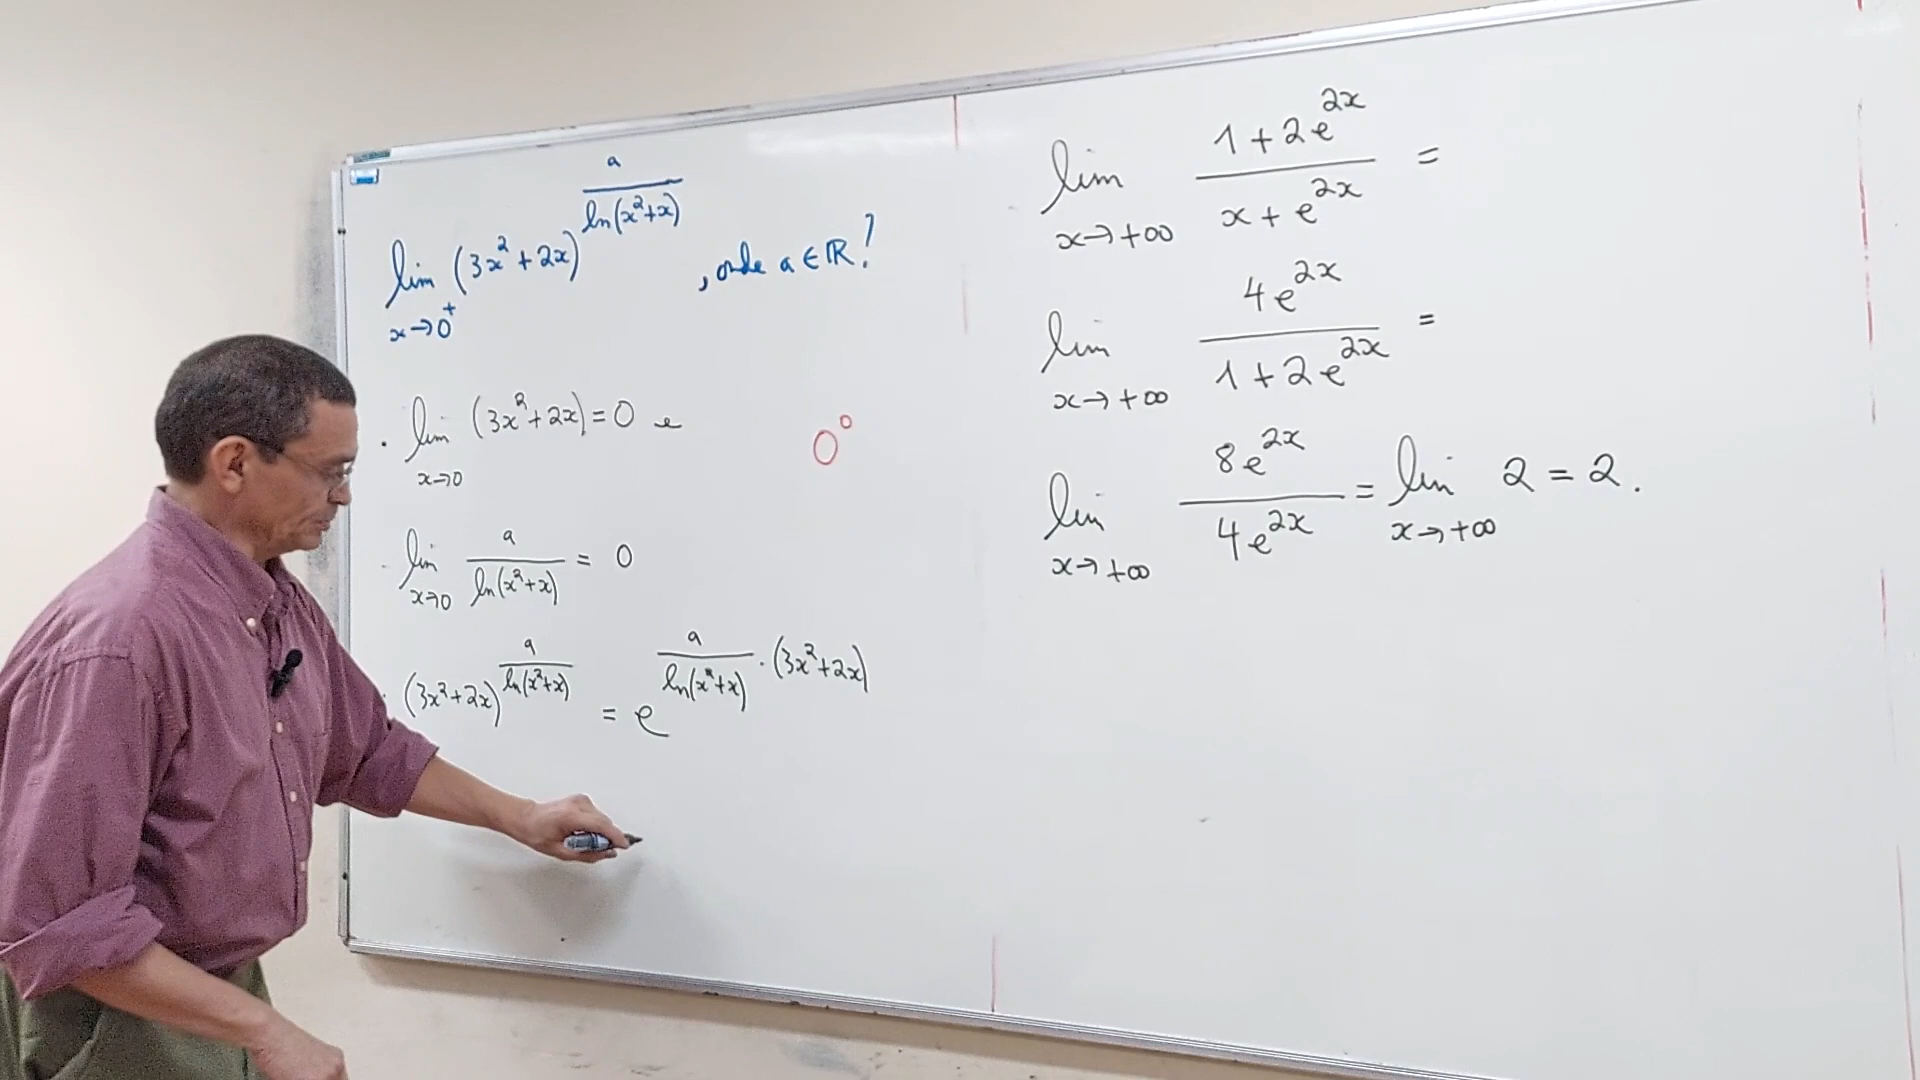 lim x→0⁺ (3x²+2x)^(a/ln(x²+x)) , onde a ∈ ℝ?
· lim x→0 (3x²+2x) = 0 e
0⁰
- lim x→0 a/ln(x²+x) = 0
· (3x²+2x)^(a/ln(x²+x)) = e^(a/ln(x²+x) · (3x²+2x))
lim x→+∞ (1+2e^(2x))/(x+e^(2x)) =
lim x→+∞ 4e^(2x)/(1+2e^(2x)) =
lim x→+∞ 8e^(2x)/4e^(2x) = lim x→+∞ 2 = 2.